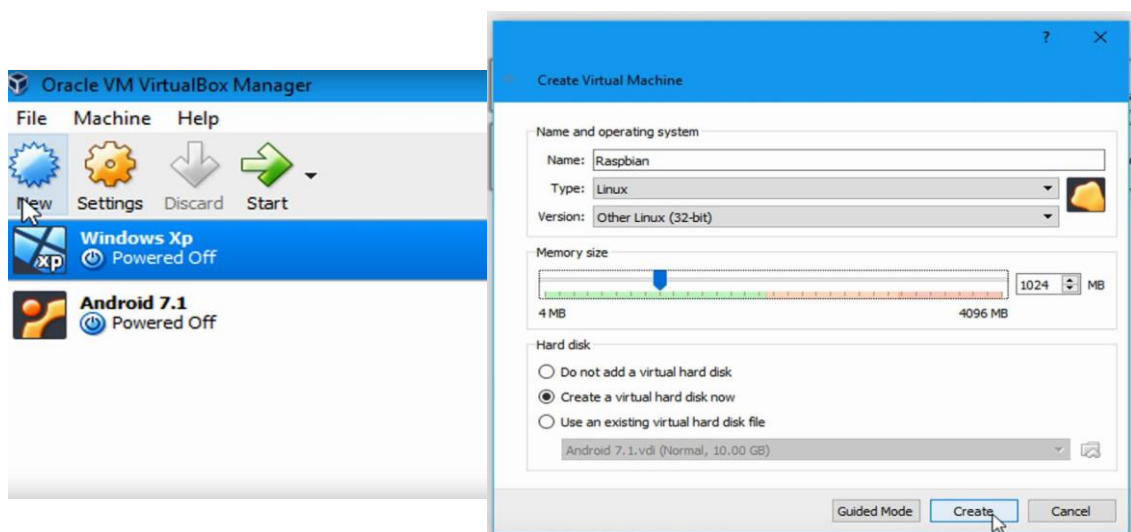 Oracle VM VirtualBox Manager
File Machine Help
New Settings Discard Start
Windows Xp
Powered Off
Android 7.1
Powered Off
?
Create Virtual Machine
Name and operating system
Name: Raspbian
Type: Linux
Version: Other Linux (32-bit)
Memory size
1024 MB
4 MB 4096 MB
Hard disk
Do not add a virtual hard disk
Create a virtual hard disk now
Use an existing virtual hard disk file
Android 7.1.vdi (Normal, 10.00 GB)
Guided Mode Create Cancel